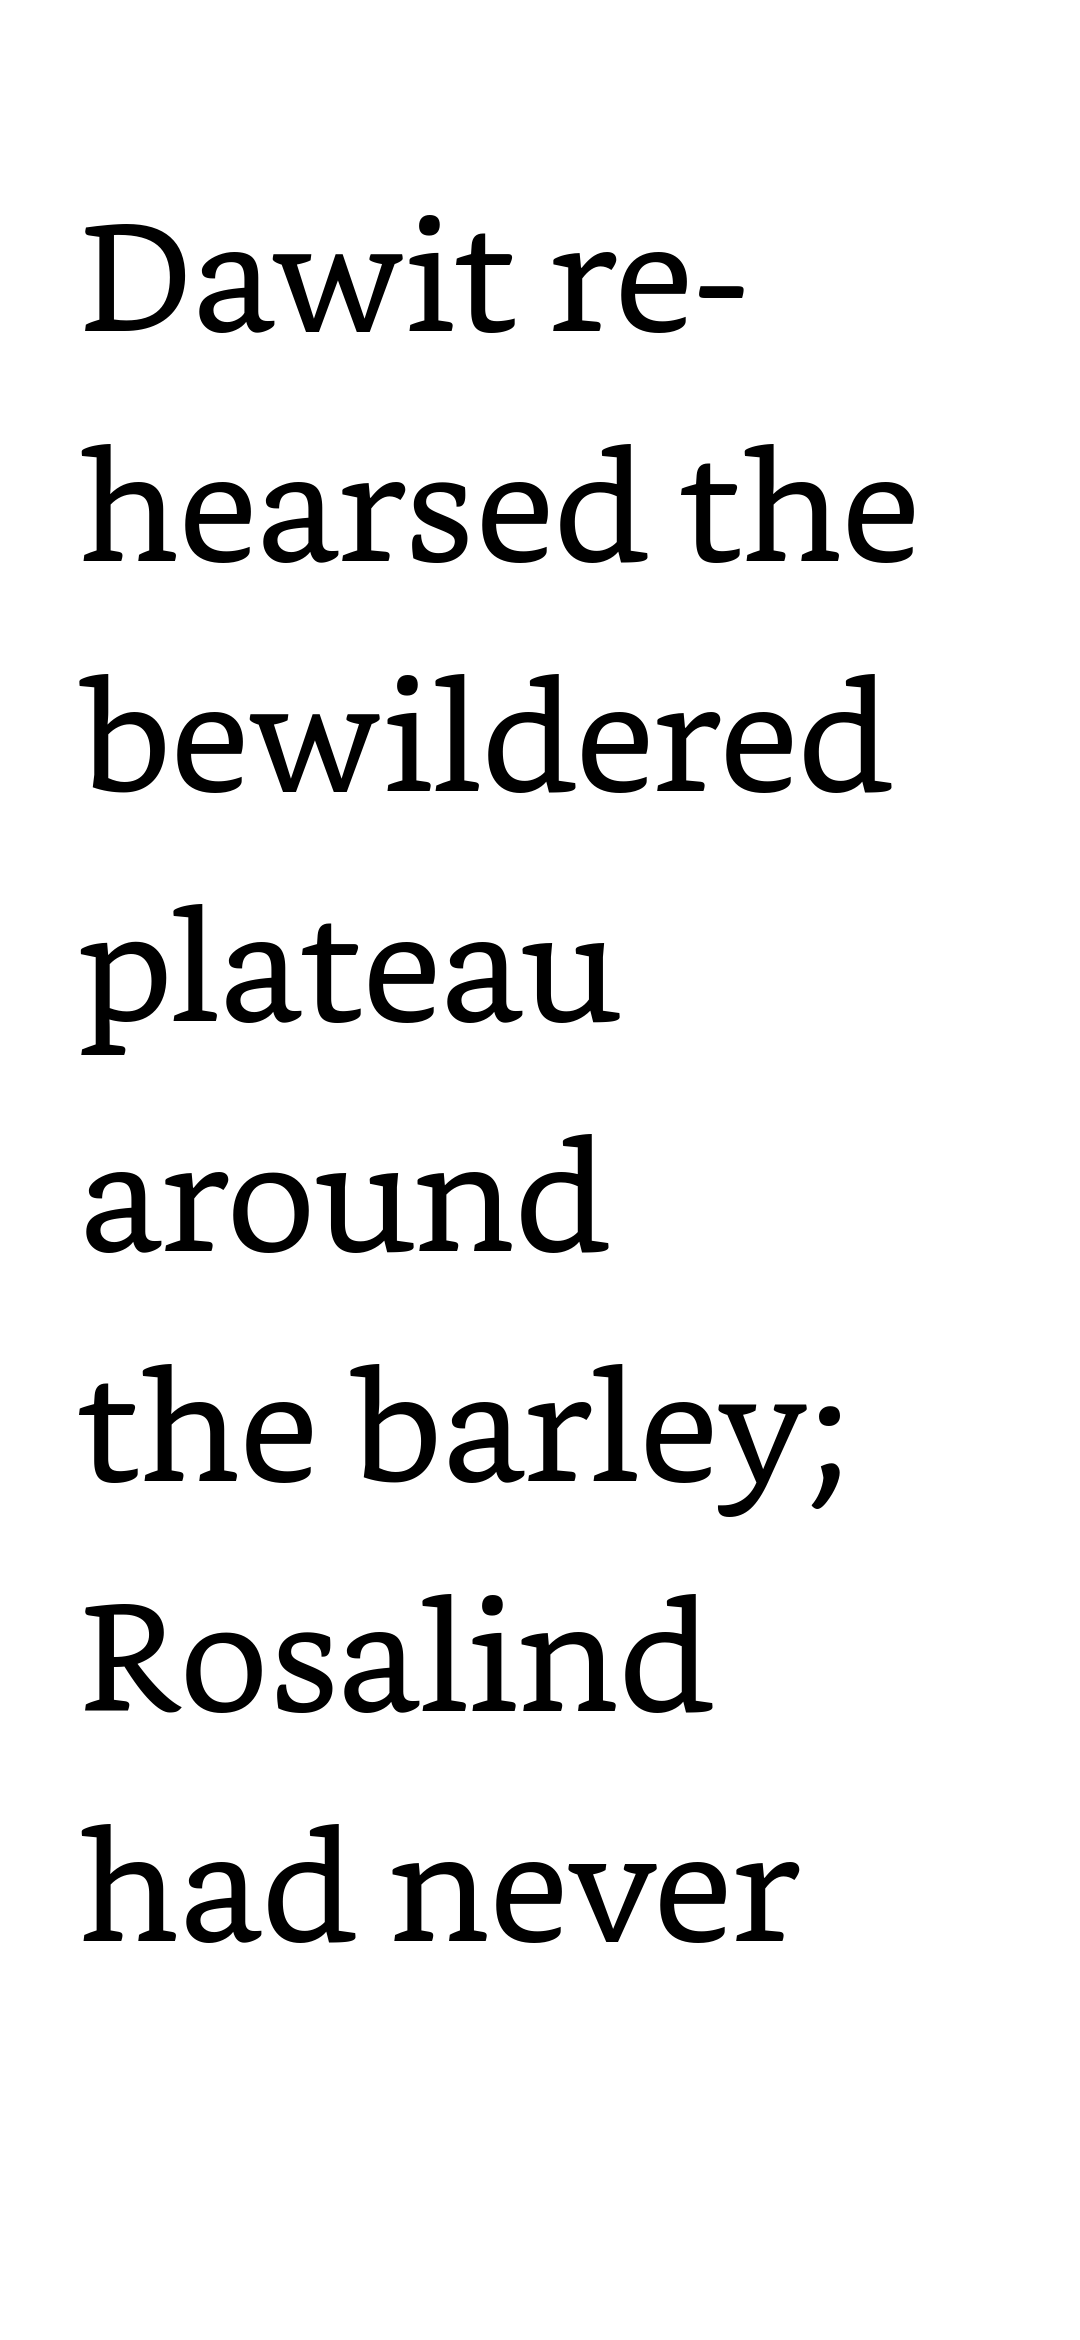 Dawit re-
hearsed the
bewildered
plateau
around
the barley;
Rosalind
had never